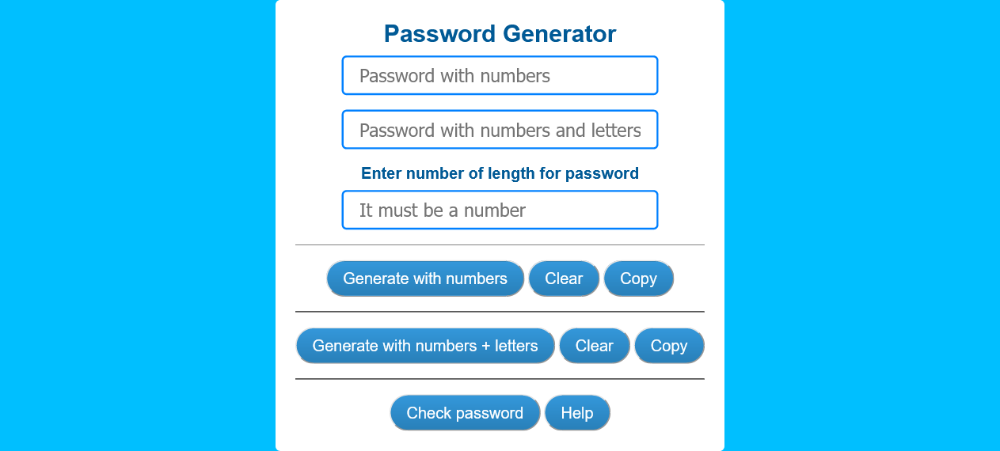 Password Generator
Password with numbers
Password with numbers and letters
Enter number of length for password
It must be a number
Generate with numbers Clear Copy
Generate with numbers + letters Clear Copy
Check password Help